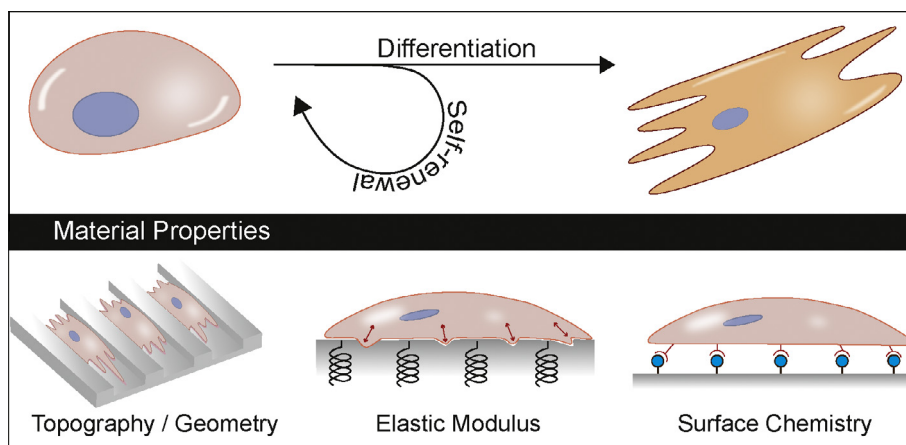 Differentiation
Self-renewal
Material Properties
Topography / Geometry
Elastic Modulus
Surface Chemistry